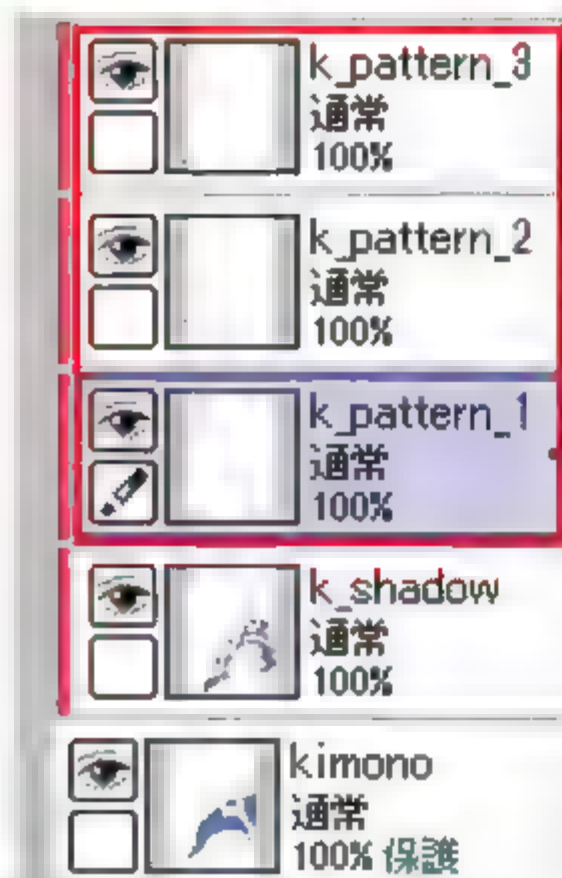 k_pattern_3
通常
100%
k_pattern_2
通常
100%
k_pattern_1
通常
100%
k_shadow
通常
100%
kimono
通常
100% 保護